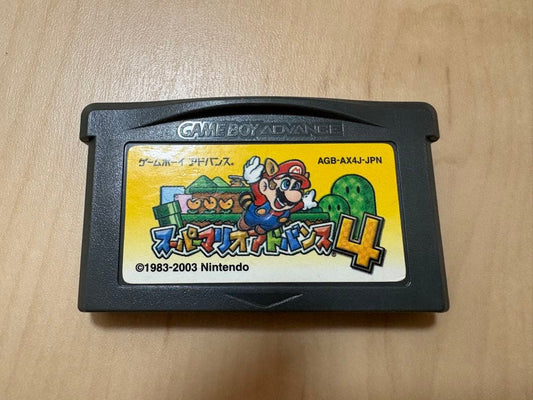 GAME BOY ADVANCE
ゲームボーイアドバンス. AGB-AX4J-JPN
スーパーマリオアドバンス4
©1983-2003 Nintendo